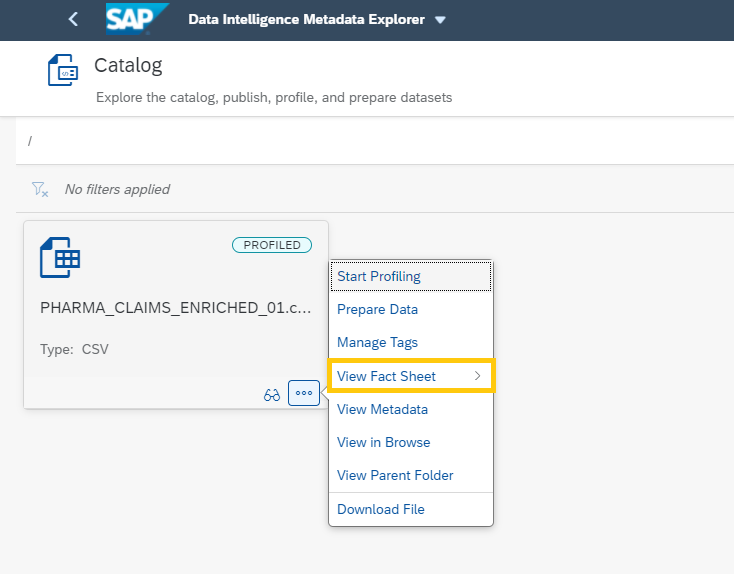 SAP Data Intelligence Metadata Explorer
Catalog
Explore the catalog, publish, profile, and prepare datasets
/
No filters applied
PROFILED
PHARMA_CLAIMS_ENRICHED_01.c...
Type: CSV
Start Profiling
Prepare Data
Manage Tags
View Fact Sheet
View Metadata
View in Browse
View Parent Folder
Download File